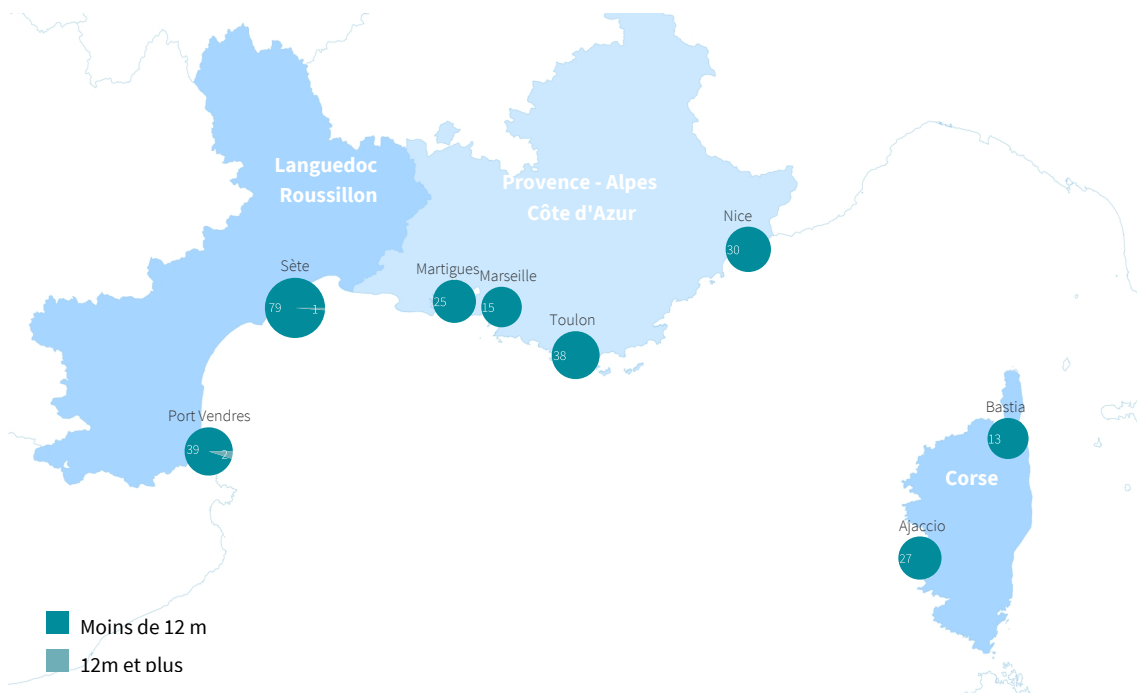 Languedoc
Roussillon
Provence - Alpes
Côte d'Azur
Nice
30
Sète
79
1
Martigues
25
Marseille
15
Toulon
38
Port Vendres
39
2
Bastia
13
Corse
Ajaccio
27
Moins de 12 m
12m et plus